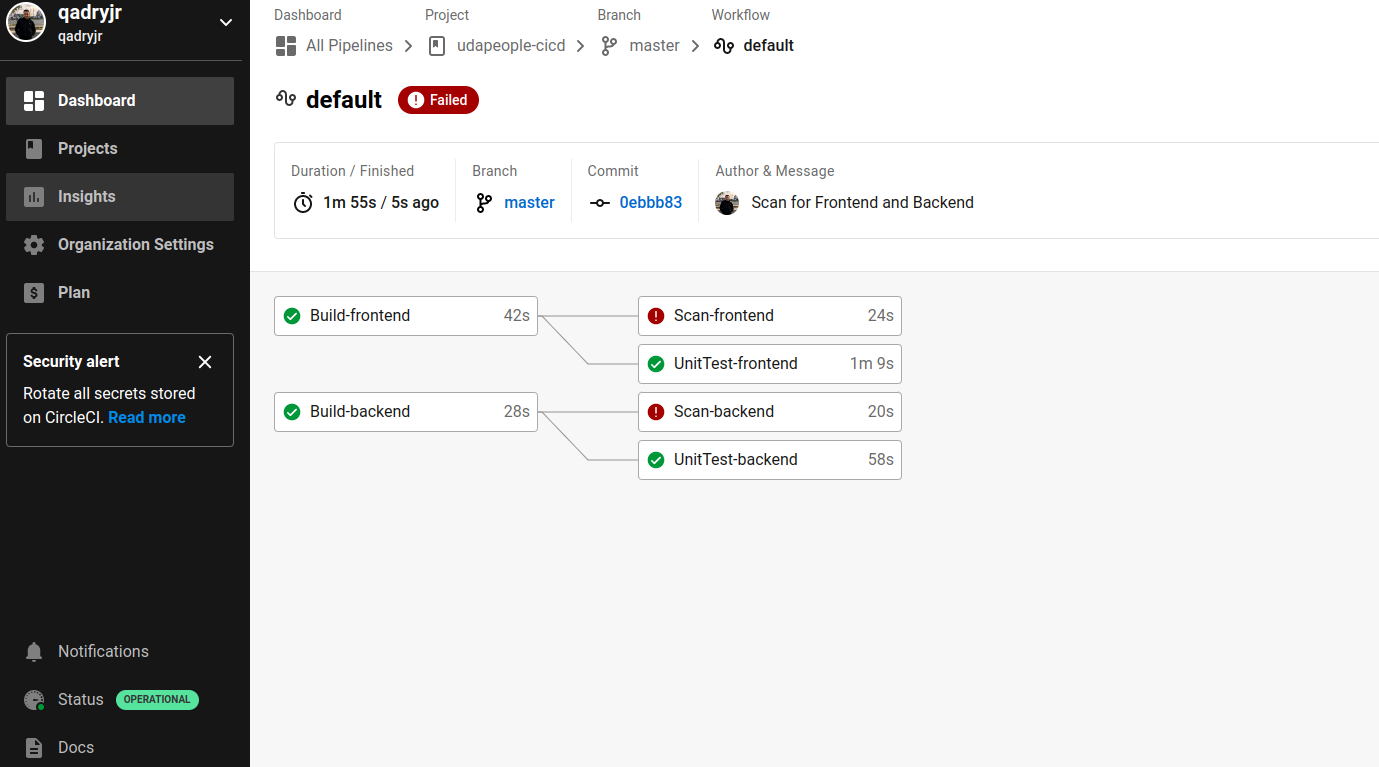 qadryjr
qadryjr
Dashboard
Projects
Insights
Organization Settings
Plan
Security alert
Rotate all secrets stored
on CircleCI. Read more
Notifications
Status OPERATIONAL
Docs
Dashboard Project Branch Workflow
All Pipelines udapeople-cicd master default
default Failed
Duration / Finished Branch Commit Author & Message
1m 55s / 5s ago master 0ebbb83 Scan for Frontend and Backend
Build-frontend 42s
Scan-frontend 24s
UnitTest-frontend 1m 9s
Build-backend 28s
Scan-backend 20s
UnitTest-backend 58s